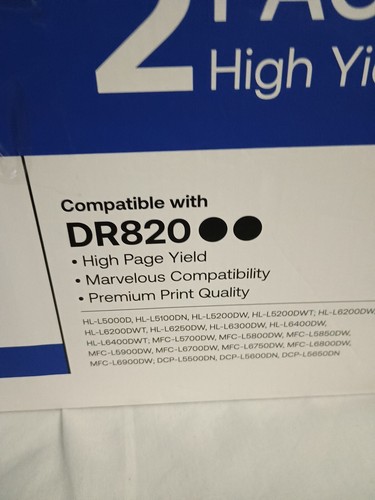 2 PAC
High Yi
Compatible with
DR820
• High Page Yield
• Marvelous Compatibility
• Premium Print Quality
HL-L5000D, HL-L5100DN, HL-L5200DW, HL-L5200DWT; HL-L6200DW,
HL-L6200DWT, HL-L6250DW, HL-L6300DW, HL-L6400DW,
HL-L6400DWT; MFC-L5700DW, MFC-L5800DW, MFC-L5850DW,
MFC-L5900DW, MFC-L6700DW, MFC-L6750DW, MFC-L6800DW,
MFC-L6900DW; DCP-L5500DN, DCP-L5600DN, DCP-L5650DN